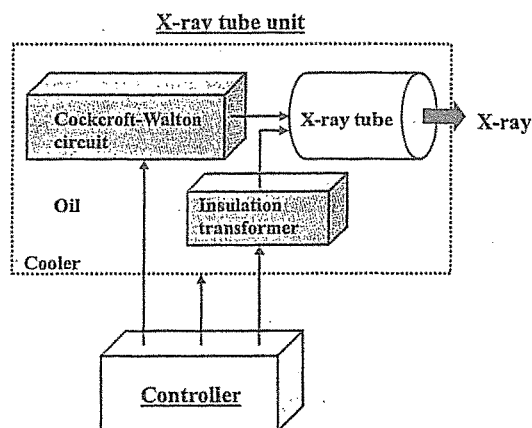 X-ray tube unit
Cockcroft-Walton
circuit
X-ray tube
X-ray
Oil
Insulation
transformer
Cooler
Controller